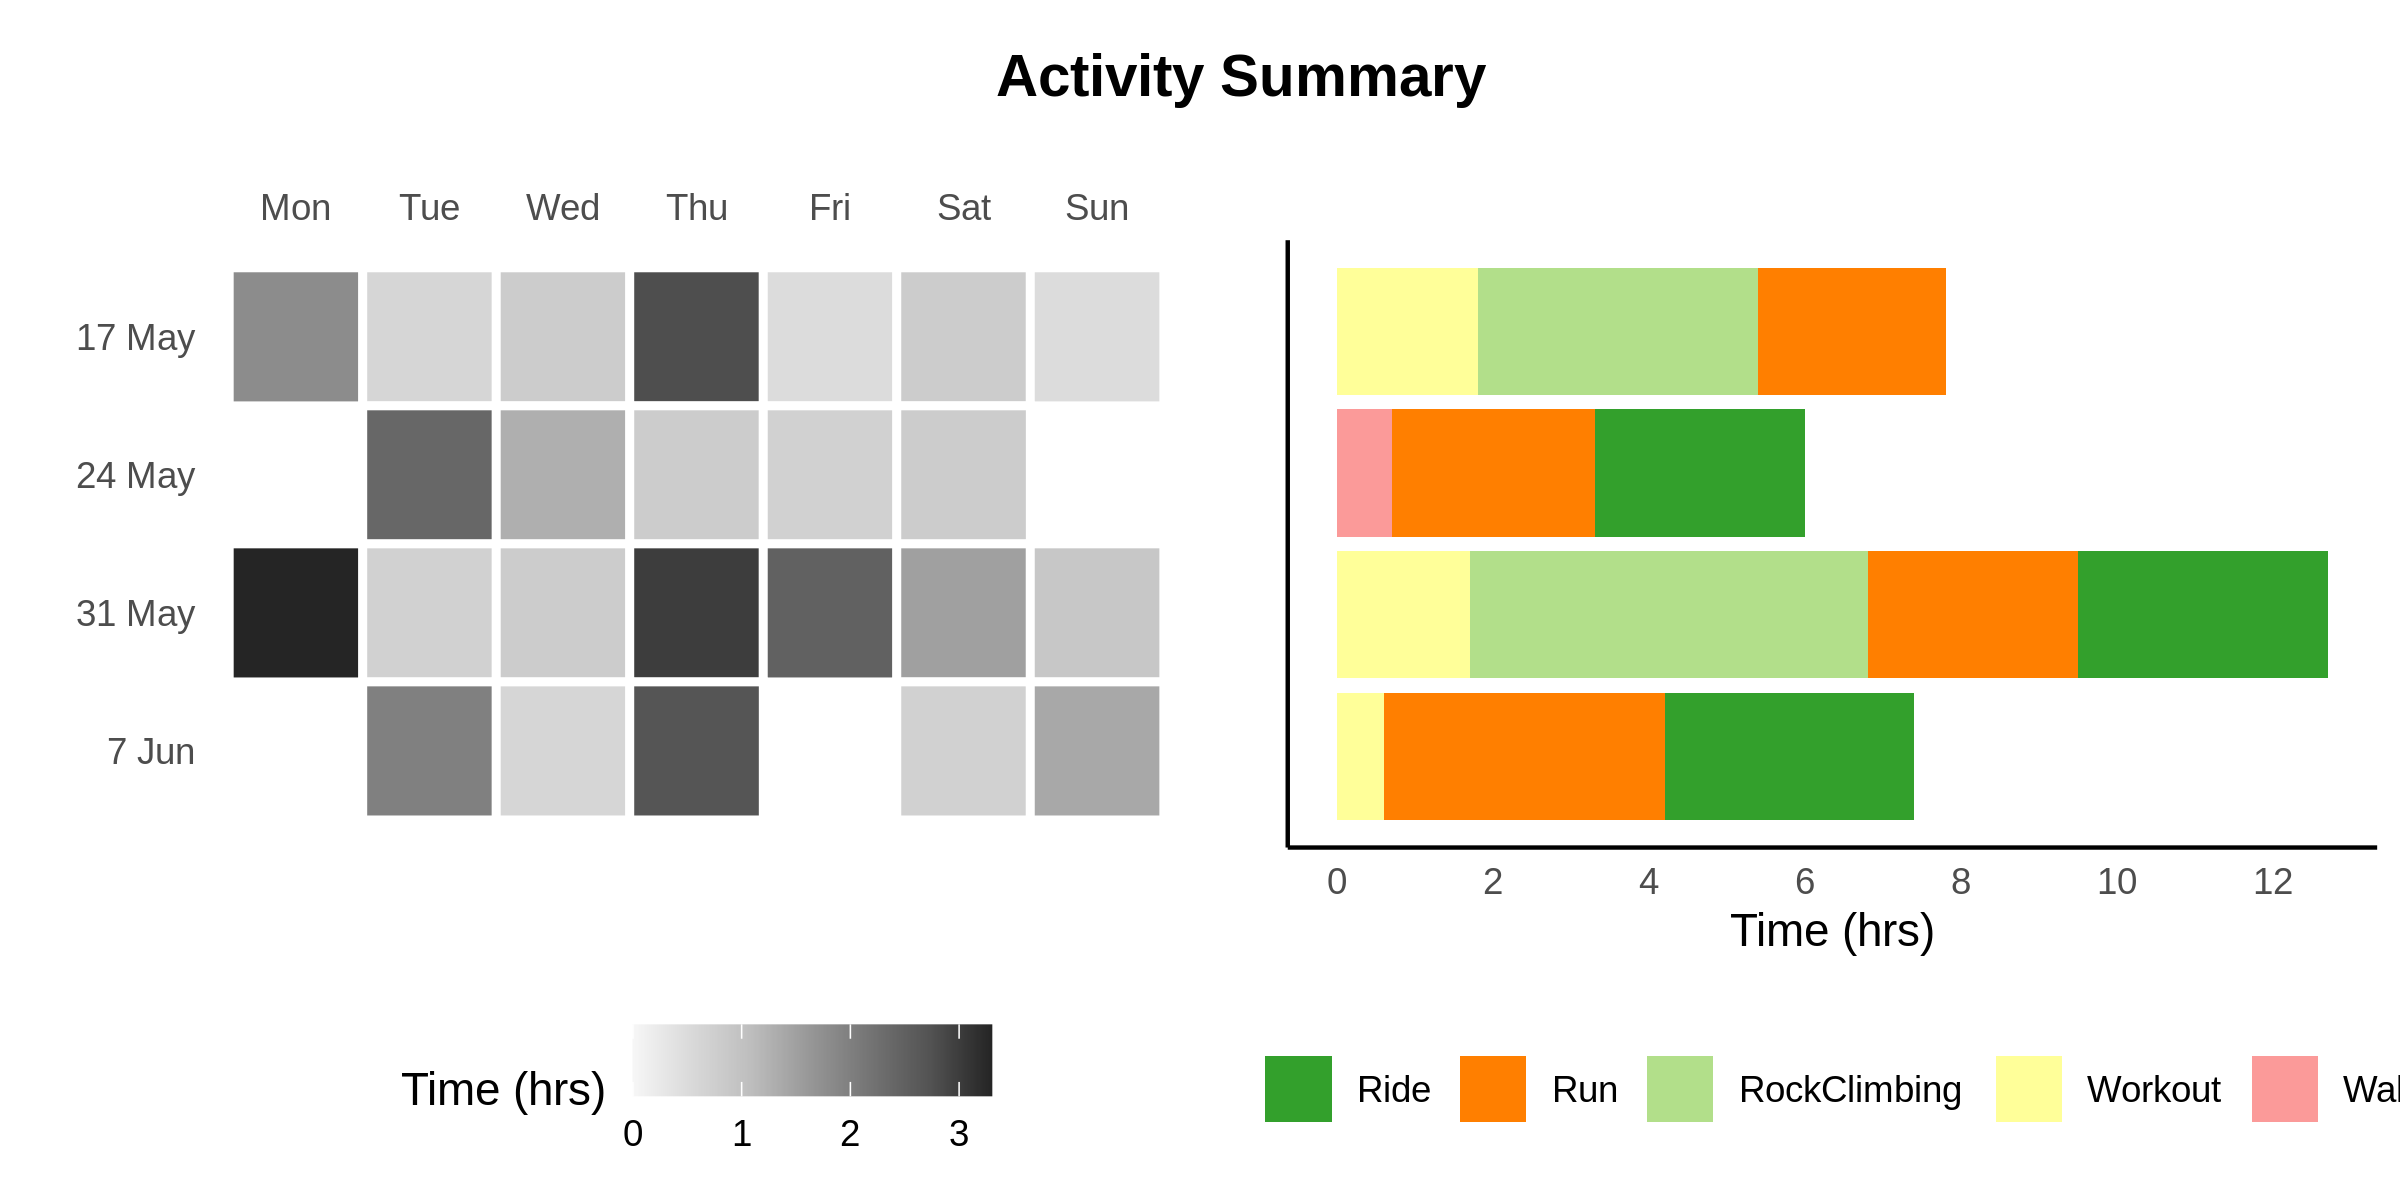 Activity Summary
Mon Tue Wed Thu Fri Sat Sun
17 May
24 May
31 May
7 Jun
0 2 4 6 8 10 12
Time (hrs)
Time (hrs)
0 1 2 3
Ride Run RockClimbing Workout